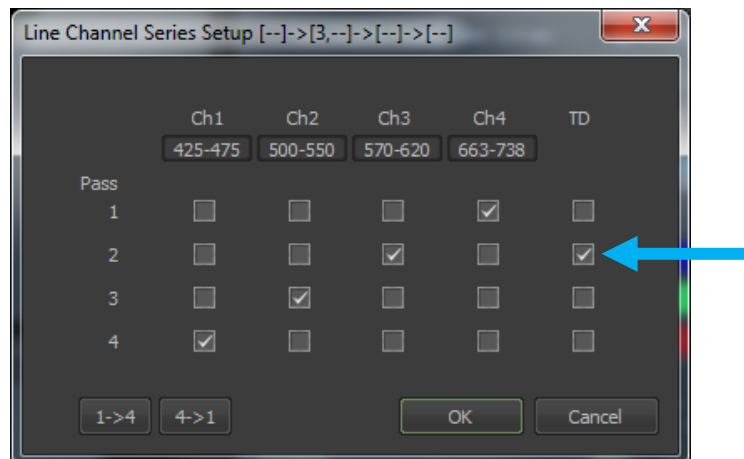 Line Channel Series Setup [--]->[3,--]->[--]->[--]
Ch1 Ch2 Ch3 Ch4 TD
425-475 500-550 570-620 663-738
Pass
1
2
3
4
1->4 4->1 OK Cancel